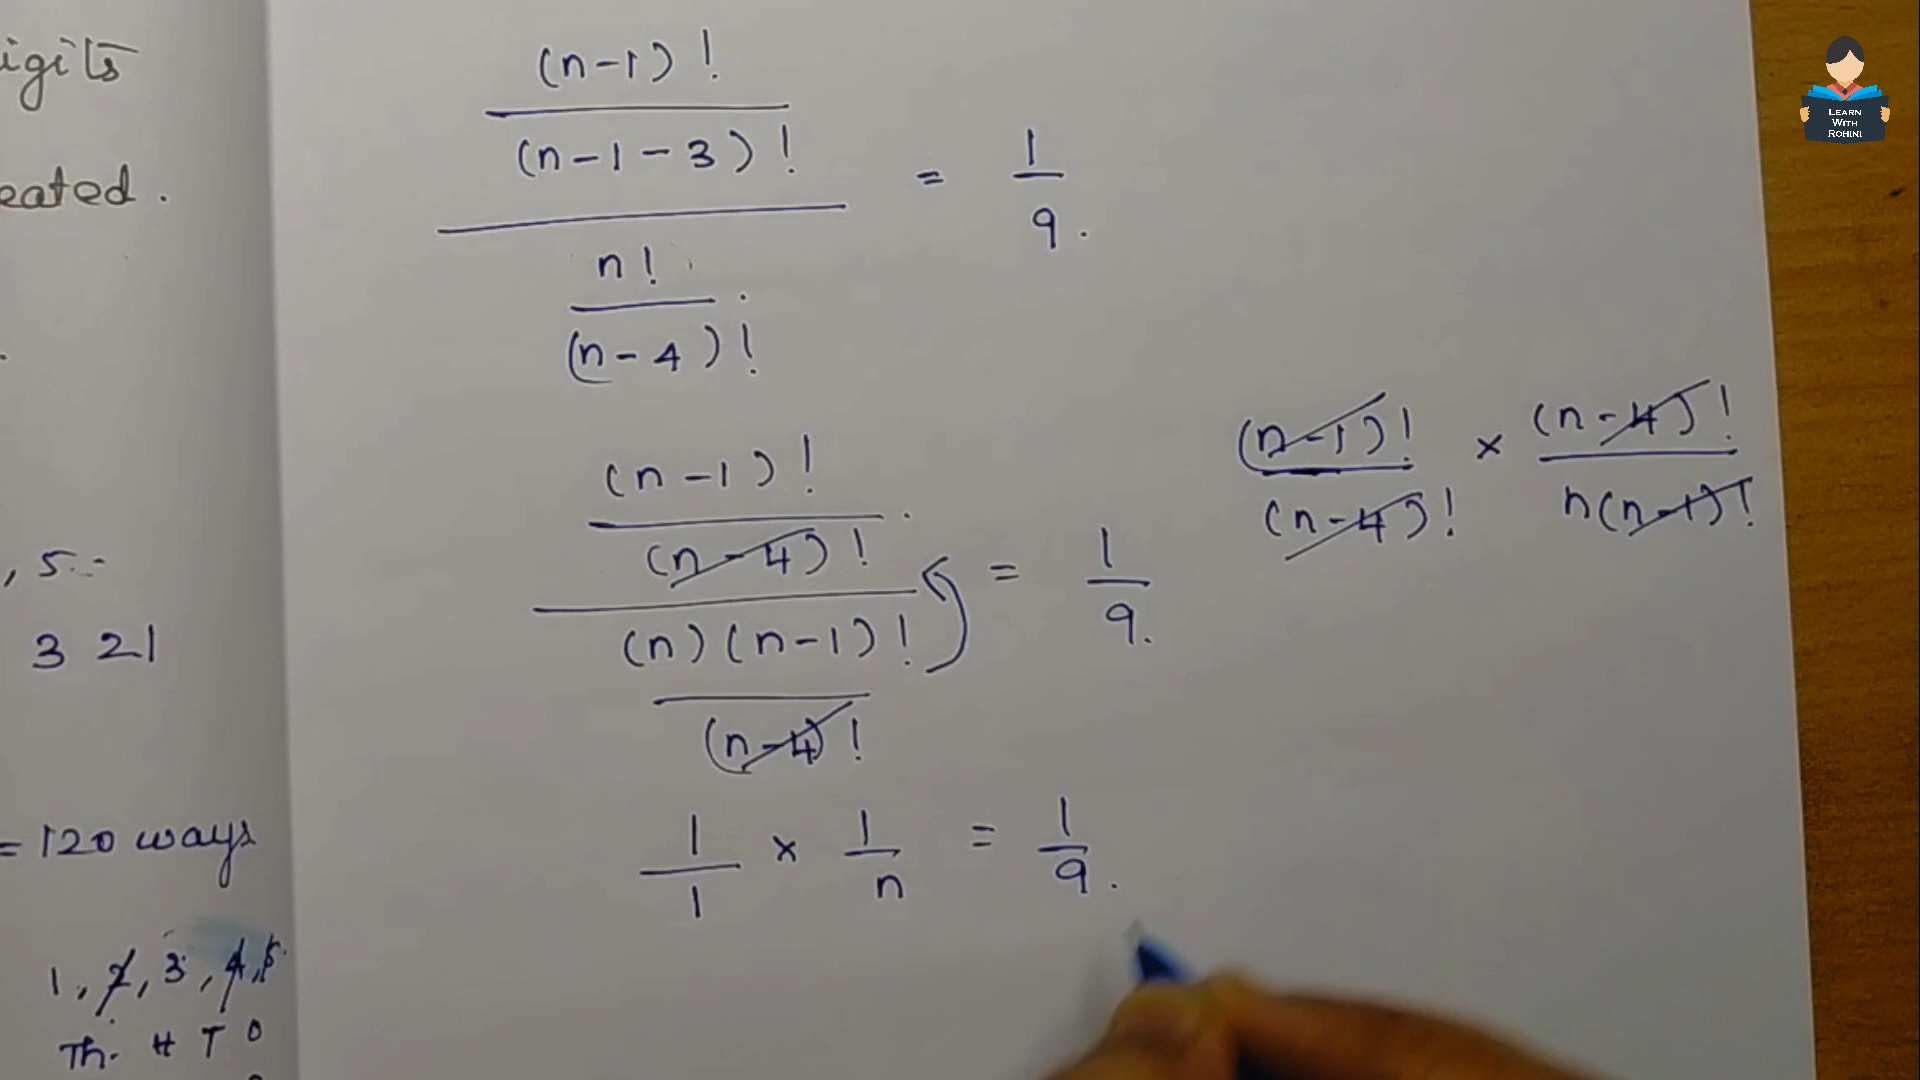 igits
eated.
, 5.-
3 21
= 120 ways
1, 2, 3, 4, 5
Th. H T O
(n-1)!
(n-1-3)!
= 1/9.
n!
(n-4)!
(n-1)!
(n-4)!
= 1/9.
(n)(n-1)!
(n-4)!
1/1 × 1/n = 1/9.
(n-1)! × (n-4)!
(n-4)! n(n-1)!
LEARN
WITH
ROHINI